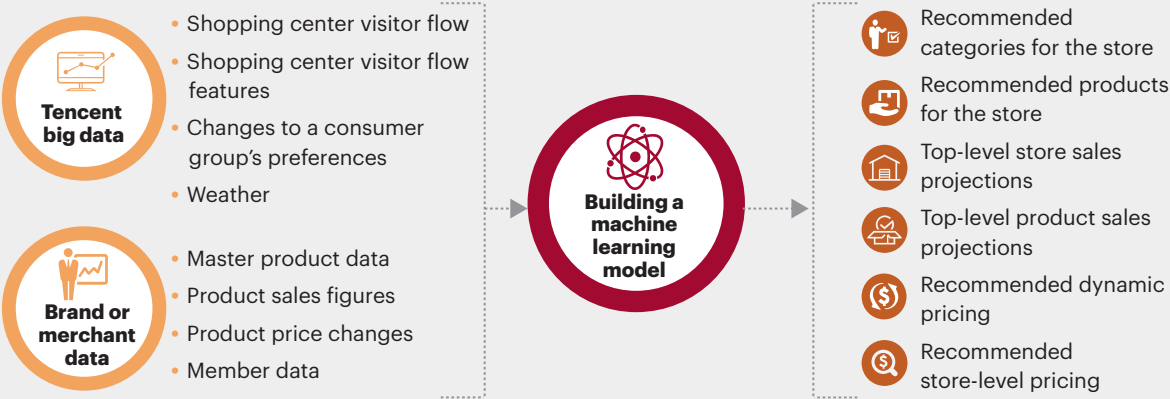 Tencent
big data
Shopping center visitor flow
Shopping center visitor flow
features
Changes to a consumer
group's preferences
Weather
Brand or
merchant
data
Master product data
Product sales figures
Product price changes
Member data
Building a
machine
learning
model
Recommended
categories for the store
Recommended products
for the store
Top-level store sales
projections
Top-level product sales
projections
Recommended dynamic
pricing
Recommended
store-level pricing